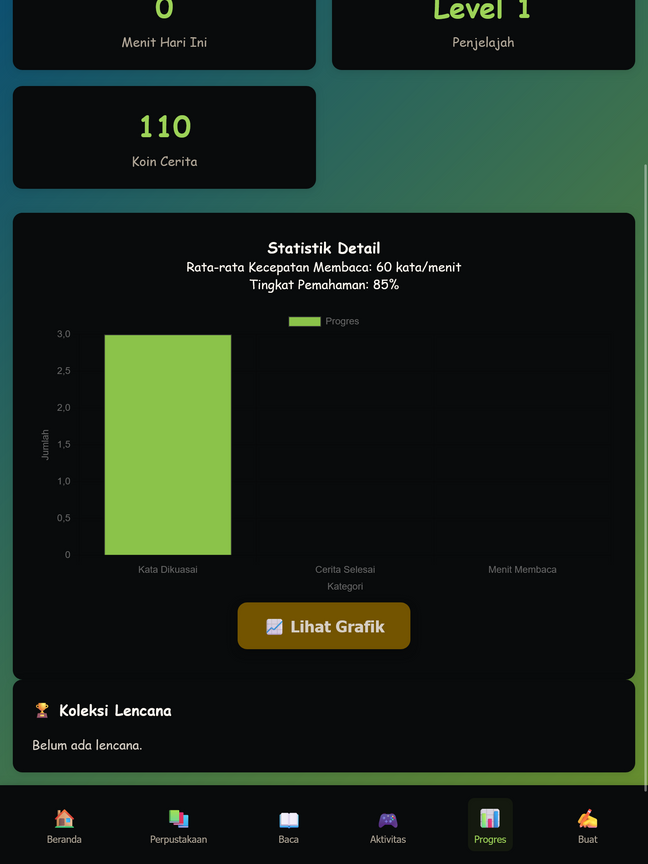 0
Menit Hari Ini
Level 1
Penjelajah
110
Koin Cerita
Statistik Detail
Rata-rata Kecepatan Membaca: 60 kata/menit
Tingkat Pemahaman: 85%
Progres
3,0
2,5
2,0
1,5
1,0
0,5
0
Jumlah
Kata Dikuasai
Cerita Selesai
Menit Membaca
Kategori
Lihat Grafik
Koleksi Lencana
Belum ada lencana.
Beranda
Perpustakaan
Baca
Aktivitas
Progres
Buat